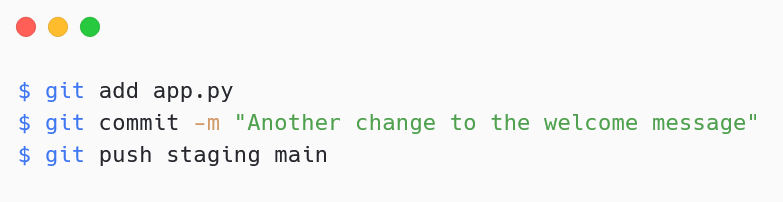 $ git add app.py
$ git commit -m "Another change to the welcome message"
$ git push staging main